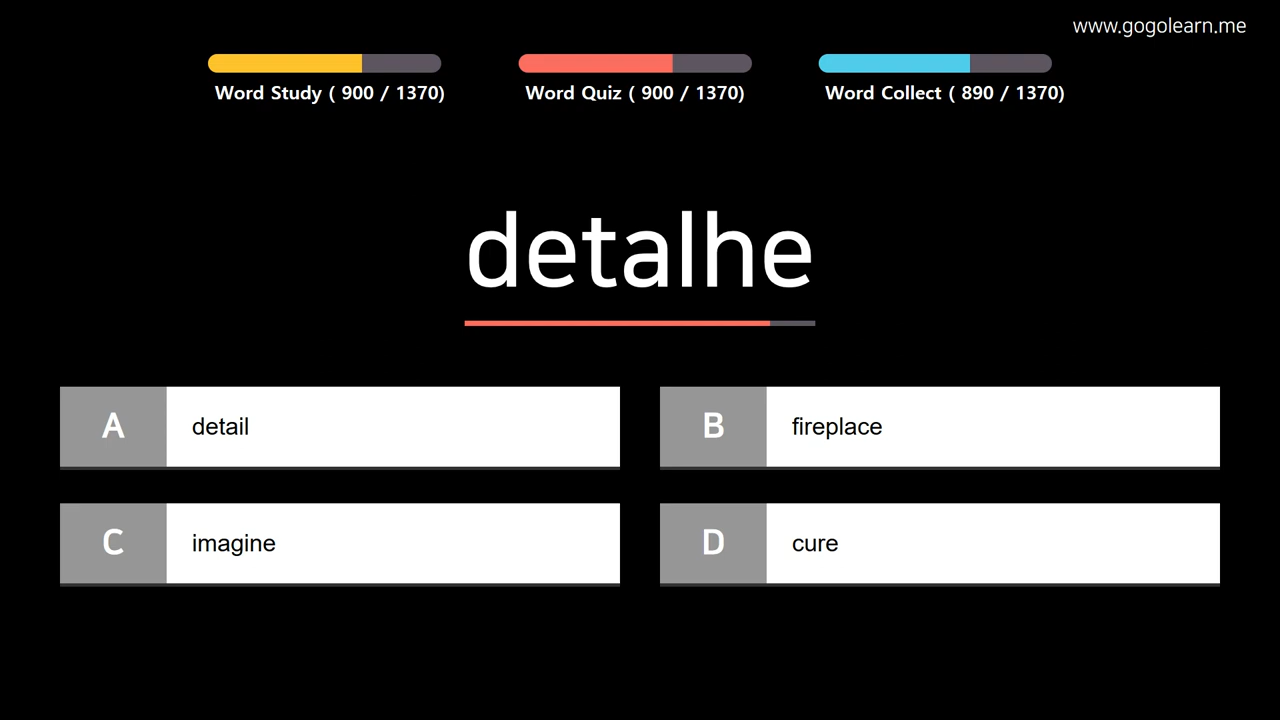 www.gogolearn.me
Word Study ( 900 / 1370)
Word Quiz ( 900 / 1370)
Word Collect ( 890 / 1370)
detalhe
A detail
B fireplace
C imagine
D cure